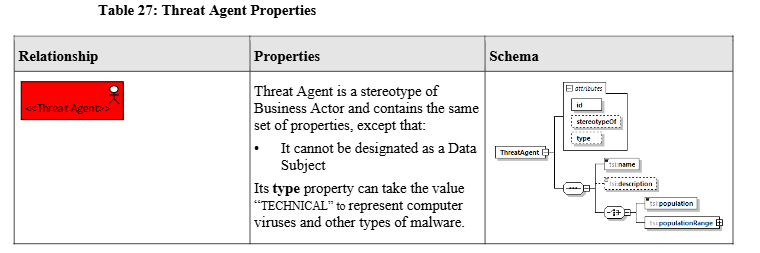 Table 27: Threat Agent Properties
Relationship
Properties
Schema
<<Threat Agent>>
Threat Agent is a stereotype of
Business Actor and contains the same
set of properties, except that:
• It cannot be designated as a Data
Subject
Its type property can take the value
“TECHNICAL” to represent computer
viruses and other types of malware.
attributes
id
stereotypeOf
type
ThreatAgent
tsl:name
tsl:description
tsl:population
tsl:populationRange